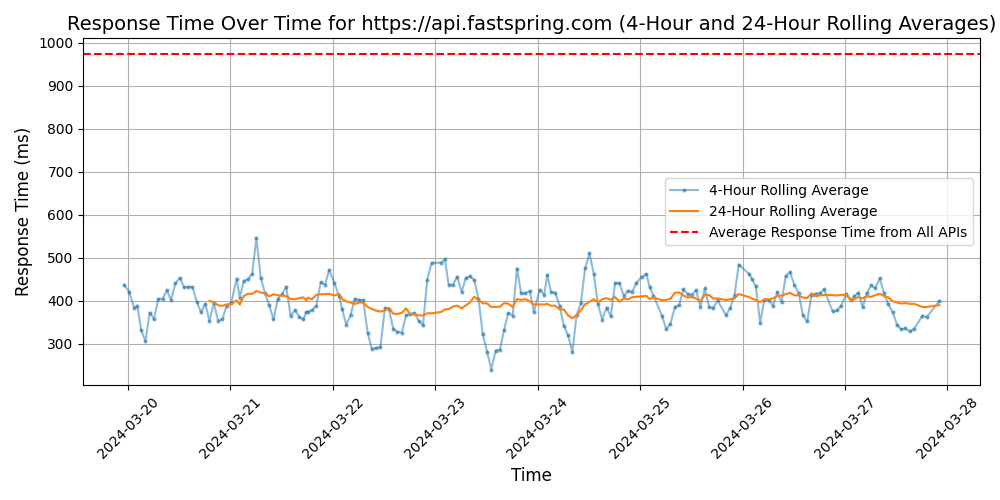 Response Time Over Time for https://api.fastspring.com (4-Hour and 24-Hour Rolling Averages)
Response Time (ms)
1000
900
800
700
600
500
400
300
4-Hour Rolling Average
24-Hour Rolling Average
Average Response Time from All APIs
2024-03-20
2024-03-21
2024-03-22
2024-03-23
2024-03-24
2024-03-25
2024-03-26
2024-03-27
2024-03-28
Time